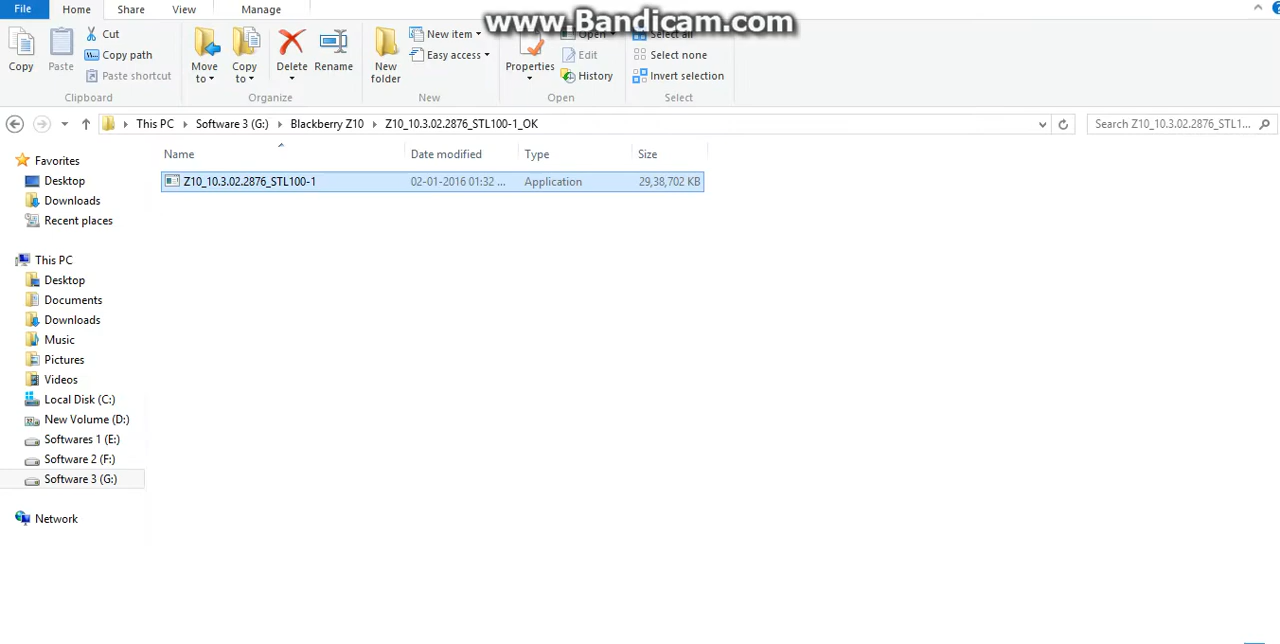 File Home Share View Manage
www.Bandicam.com
Copy
Paste
Cut
Copy path
Paste shortcut
Clipboard
Move to
Copy to
Delete
Rename
Organize
New folder
New item
Easy access
New
Properties
Open
Edit
History
Open
Select all
Select none
Invert selection
Select
This PC Software 3 (G:) Blackberry Z10 Z10_10.3.02.2876_STL100-1_OK
Search Z10_10.3.02.2876_STL1...
Name Date modified Type Size
Z10_10.3.02.2876_STL100-1 02-01-2016 01:32 ... Application 29,38,702 KB
Favorites
Desktop
Downloads
Recent places
This PC
Desktop
Documents
Downloads
Music
Pictures
Videos
Local Disk (C:)
New Volume (D:)
Softwares 1 (E:)
Software 2 (F:)
Software 3 (G:)
Network